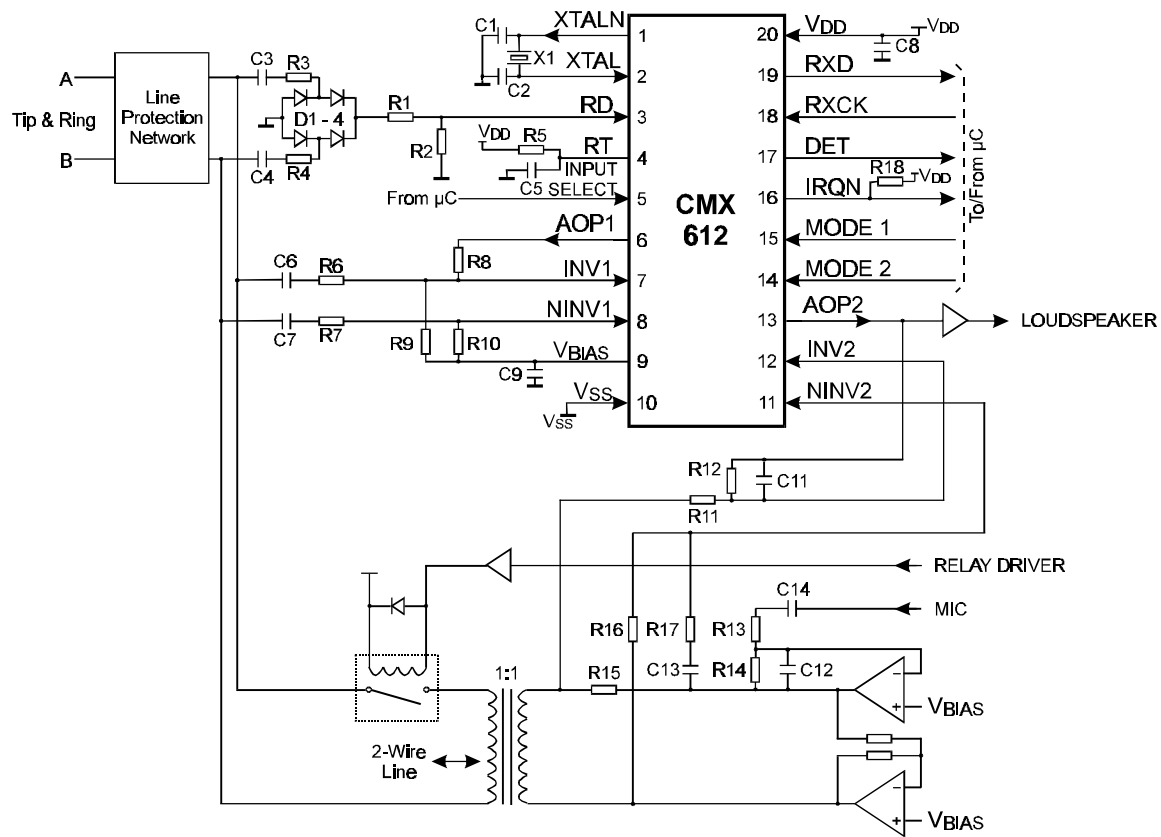 C1
XTALN
1
X1
C2
XTAL
2
VDD
20
VDD
C8
A
Tip & Ring
B
Line
Protection
Network
C3
R3
D1 - 4
C4
R4
R1
R2
RD
3
VDD
R5
RT
4
INPUT
C5
SELECT
From µC
5
AOP1
6
R8
C6
R6
INV1
7
C7
R7
NINV1
8
R9
R10
VBIAS
9
C9
VSS
VSS
10
CMX
612
19
RXD
18
RXCK
17
DET
R18
VDD
16
IRQN
15
MODE 1
14
MODE 2
To/From µC
13
AOP2
LOUDSPEAKER
12
INV2
11
NINV2
R12
C11
R11
RELAY DRIVER
C14
MIC
R16
R17
R13
C13
R14
C12
1:1
R15
–
+
VBIAS
2-Wire
Line
–
+
VBIAS